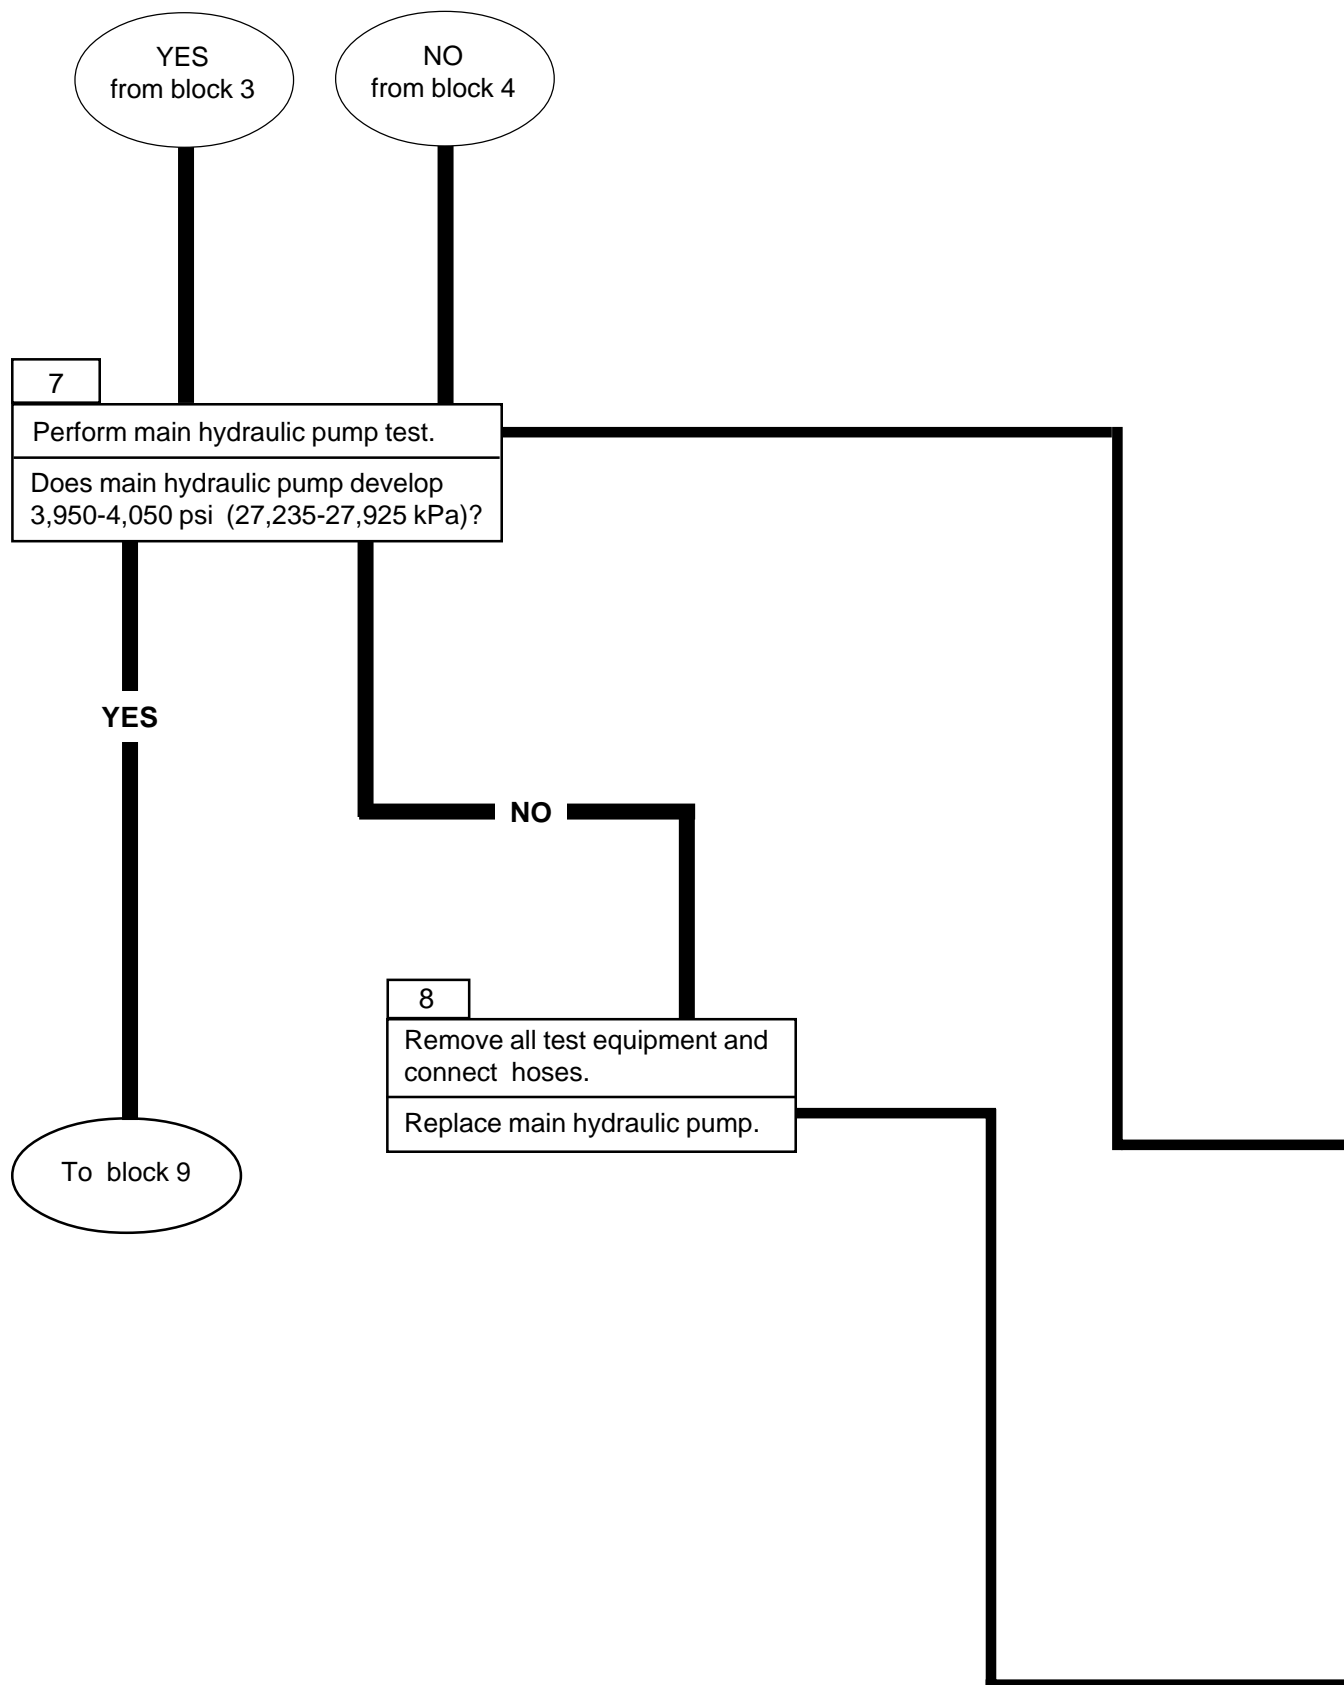 YES
from block 3
NO
from block 4
7
Perform main hydraulic pump test.
Does main hydraulic pump develop
3,950-4,050 psi (27,235-27,925 kPa)?
YES
NO
8
Remove all test equipment and
connect hoses.
Replace main hydraulic pump.
To block 9